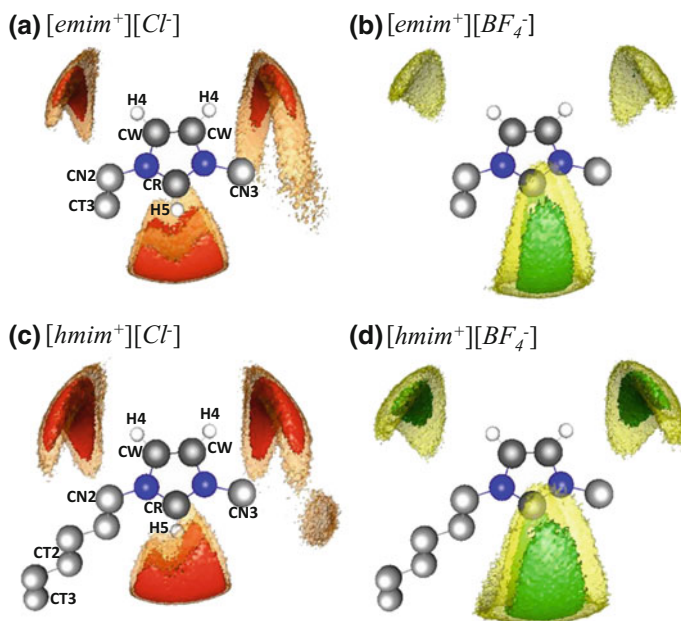 (a) [emim⁺][Cl⁻]
(b) [emim⁺][BF₄⁻]
H4 H4
CW CW
CN2
CR CN3
CT3
H5
(c) [hmim⁺][Cl⁻]
(d) [hmim⁺][BF₄⁻]
H4 H4
CW CW
CN2
CR CN3
H5
CT2
CT3